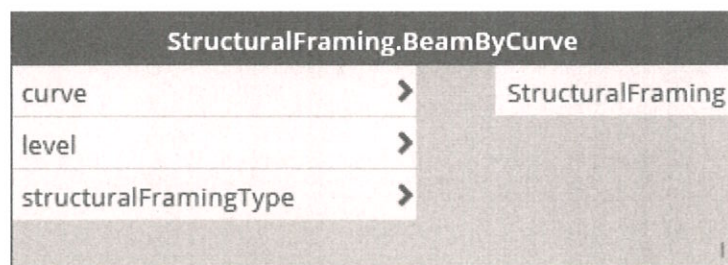 StructuralFraming.BeamByCurve
curve >
StructuralFraming
level >
structuralFramingType >